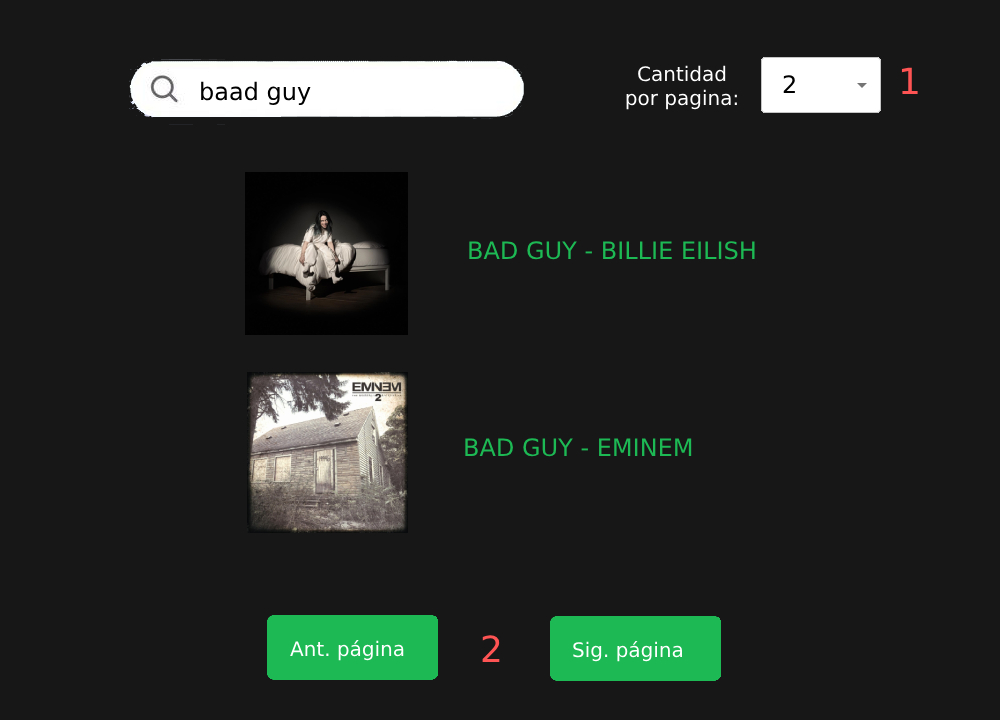 baad guy
Cantidad
por pagina:
2
1
BAD GUY - BILLIE EILISH
EMINEM
2
BAD GUY - EMINEM
Ant. página
2
Sig. página